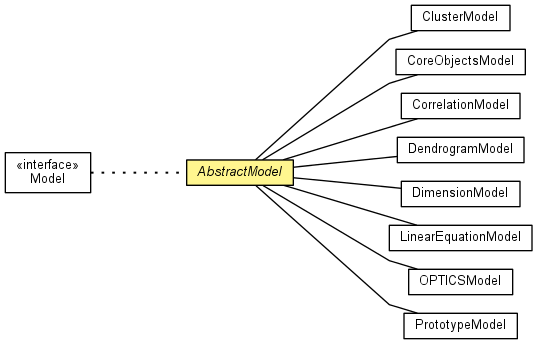 «interface»
Model
AbstractModel
ClusterModel
CoreObjectsModel
CorrelationModel
DendrogramModel
DimensionModel
LinearEquationModel
OPTICSModel
PrototypeModel